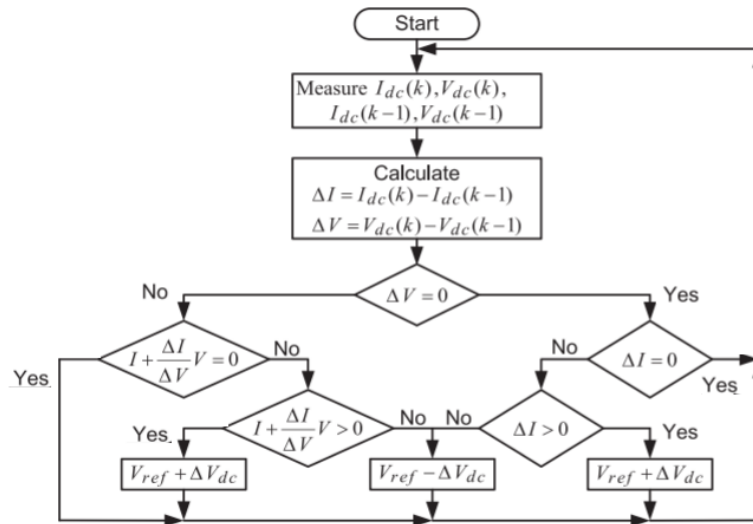 Start
Measure I_dc(k),V_dc(k),
I_dc(k−1),V_dc(k−1)
Calculate
ΔI=I_dc(k)−I_dc(k−1)
ΔV=V_dc(k)−V_dc(k−1)
No
ΔV=0
Yes
I+ΔI/ΔV V=0
No
No
ΔI=0
Yes
Yes
I+ΔI/ΔV V>0
Yes
No
No
ΔI>0
Yes
V_ref+ΔV_dc
V_ref−ΔV_dc
V_ref+ΔV_dc